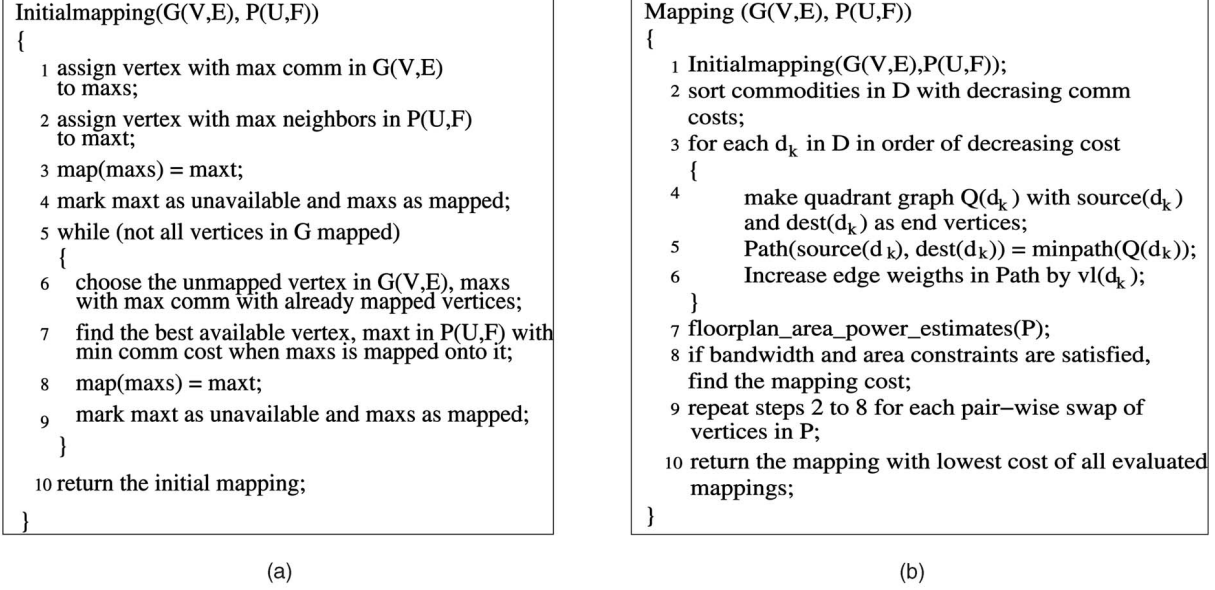 Initialmapping(G(V,E), P(U,F))
{
1 assign vertex with max comm in G(V,E)
to maxs;
2 assign vertex with max neighbors in P(U,F)
to maxt;
3 map(maxs) = maxt;
4 mark maxt as unavailable and maxs as mapped;
5 while (not all vertices in G mapped)
{
6 choose the unmapped vertex in G(V,E), maxs
with max comm with already mapped vertices;
7 find the best available vertex, maxt in P(U,F) with
min comm cost when maxs is mapped onto it;
8 map(maxs) = maxt;
9 mark maxt as unavailable and maxs as mapped;
}
10 return the initial mapping;
}
(a)
Mapping (G(V,E), P(U,F))
{
1 Initialmapping(G(V,E),P(U,F));
2 sort commodities in D with decrasing comm
costs;
3 for each dk in D in order of decreasing cost
{
4 make quadrant graph Q(dk) with source(dk)
and dest(dk) as end vertices;
5 Path(source(dk), dest(dk)) = minpath(Q(dk));
6 Increase edge weigths in Path by vl(dk);
}
7 floorplan_area_power_estimates(P);
8 if bandwidth and area constraints are satisfied,
find the mapping cost;
9 repeat steps 2 to 8 for each pair−wise swap of
vertices in P;
10 return the mapping with lowest cost of all evaluated
mappings;
}
(b)